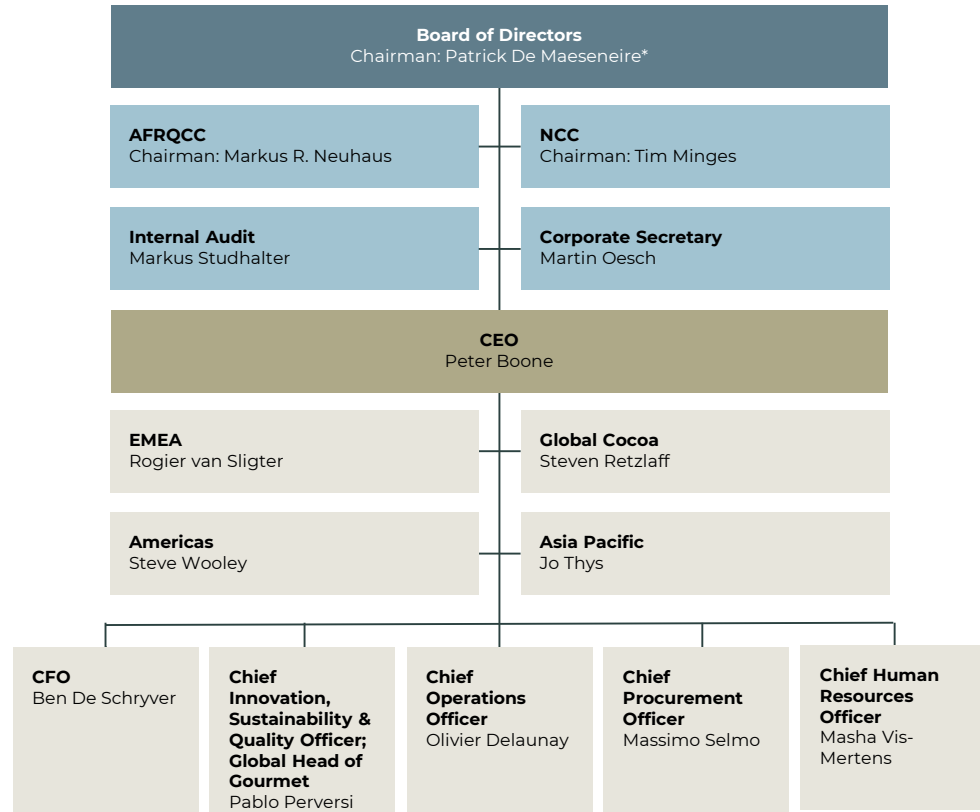 Board of Directors
Chairman: Patrick De Maeseneire*
AFRQCC
Chairman: Markus R. Neuhaus
NCC
Chairman: Tim Minges
Internal Audit
Markus Studhalter
Corporate Secretary
Martin Oesch
CEO
Peter Boone
EMEA
Rogier van Sligter
Global Cocoa
Steven Retzlaff
Americas
Steve Wooley
Asia Pacific
Jo Thys
CFO
Ben De Schryver
Chief
Innovation,
Sustainability &
Quality Officer;
Global Head of
Gourmet
Pablo Perversi
Chief
Operations
Officer
Olivier Delaunay
Chief
Procurement
Officer
Massimo Selmo
Chief Human
Resources
Officer
Masha Vis-
Mertens